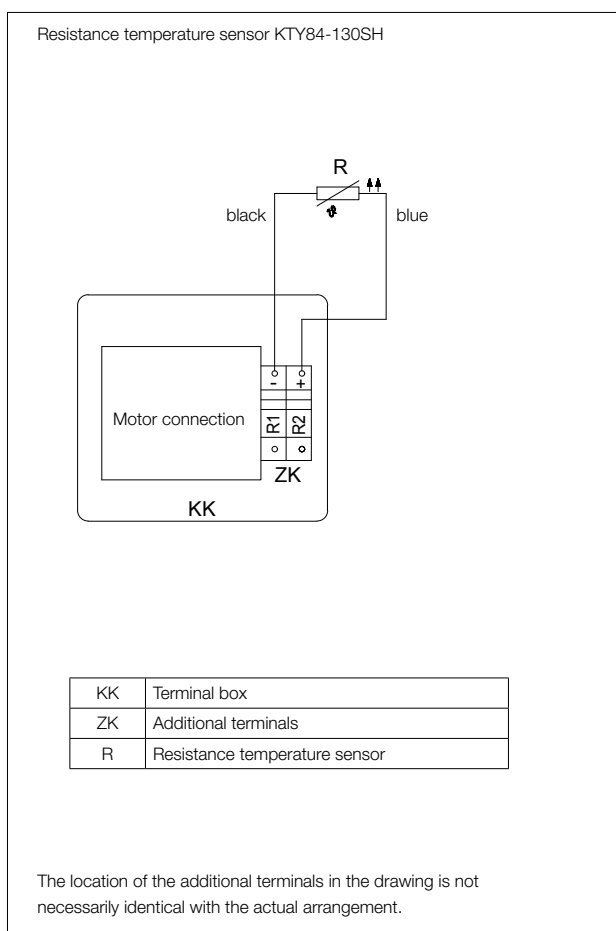 Resistance temperature sensor KTY84-130SH
R
ϑ
black
blue
- +
Motor connection
R1 R2
ZK
KK
KK Terminal box
ZK Additional terminals
R Resistance temperature sensor
The location of the additional terminals in the drawing is not
necessarily identical with the actual arrangement.